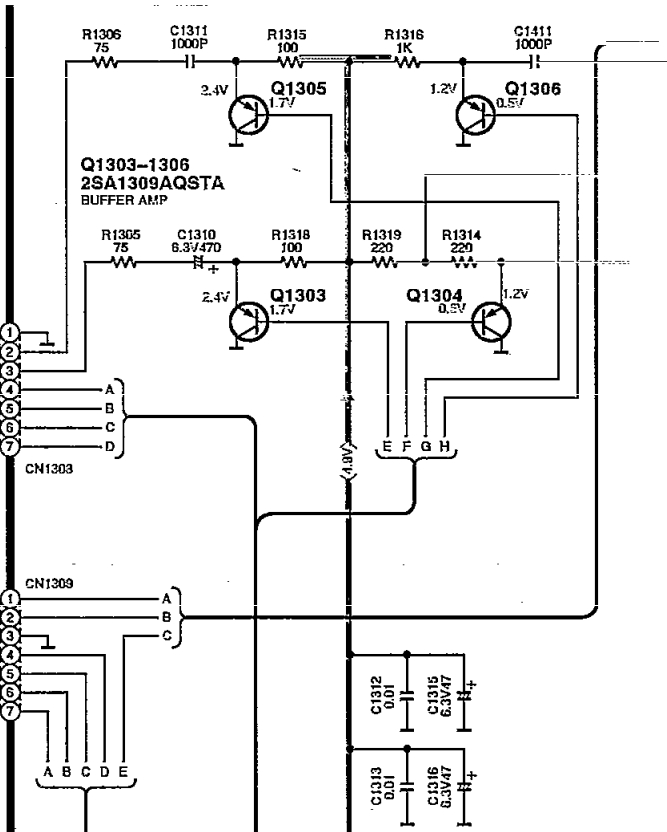 R1306 C1311 R1315 R1316 C1411
75 1000P 100 1K 1000P
2.4V Q1305 1.2V Q1306
1.7V 0.5V
Q1303–1306
2SA1309AQSTA
BUFFER AMP
R1305 C1310 R1318 R1319 R1314
75 6.3V470 100 220 220
+
2.4V Q1303 Q1304 1.2V
1.7V
1
2
3
4 A
5 B
6 C
7 D
E F G H
CN1303
4.9V
CN1309
1 A
2 B
3 C
4
5
6
7
C1312
0.01
C1315
6.3V47
+
A B C D E
C1313
0.01
C1316
6.3V47
+